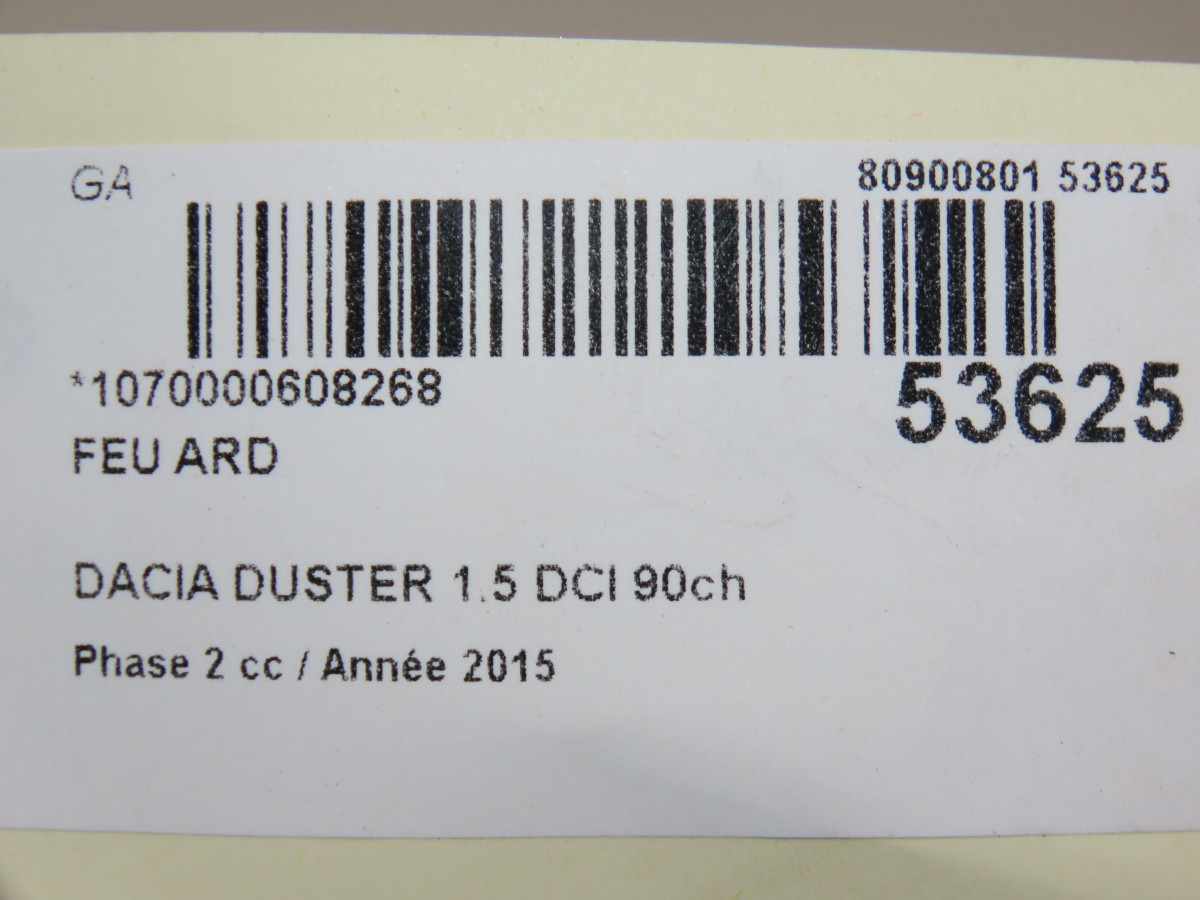 GA 80900801 53625
*1070000608268 53625
FEU ARD
DACIA DUSTER 1.5 DCI 90ch
Phase 2 cc / Année 2015